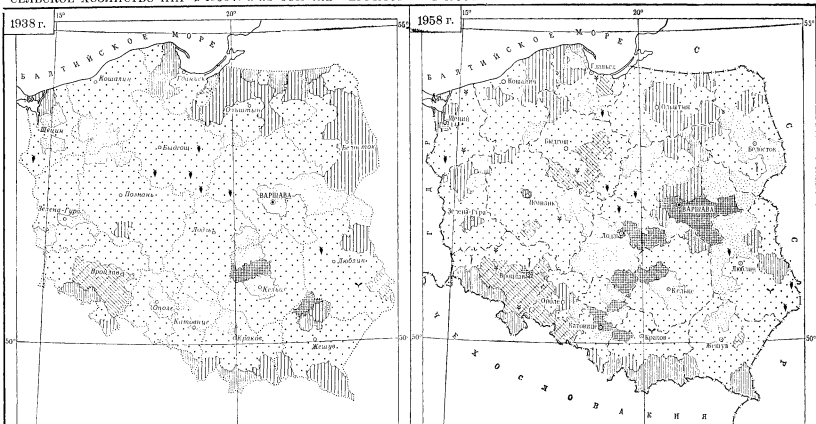 СЕЛЬСКОЕ ХОЗЯЙСТВО
1938 г.
15°
20°
55°
БАЛТИЙСКОЕ МОРЕ
Кошалин
Гданьск
Щецин
Ольштын
Быдгощ
Белосток
Познань
ВАРШАВА
Зелена-Гура
Лодзь
Люблин
Вроцлав
Кельце
Ополе
Катовице
50°
Краков
Жешув
1958 г.
15°
20°
55°
БАЛТИЙСКОЕ МОРЕ
С
Гданьск
Кошалин
Щецин
Ольштын
С
Быдгощ
Белосток
Познань
ВАРШАВА
Зелена-Гура
Г Д Р
Лодзь
С
Люблин
Вроцлав
Ополе
Кельце
Катовице
50°
Краков
Жешув
Р
ЧЕХОСЛОВАКИЯ